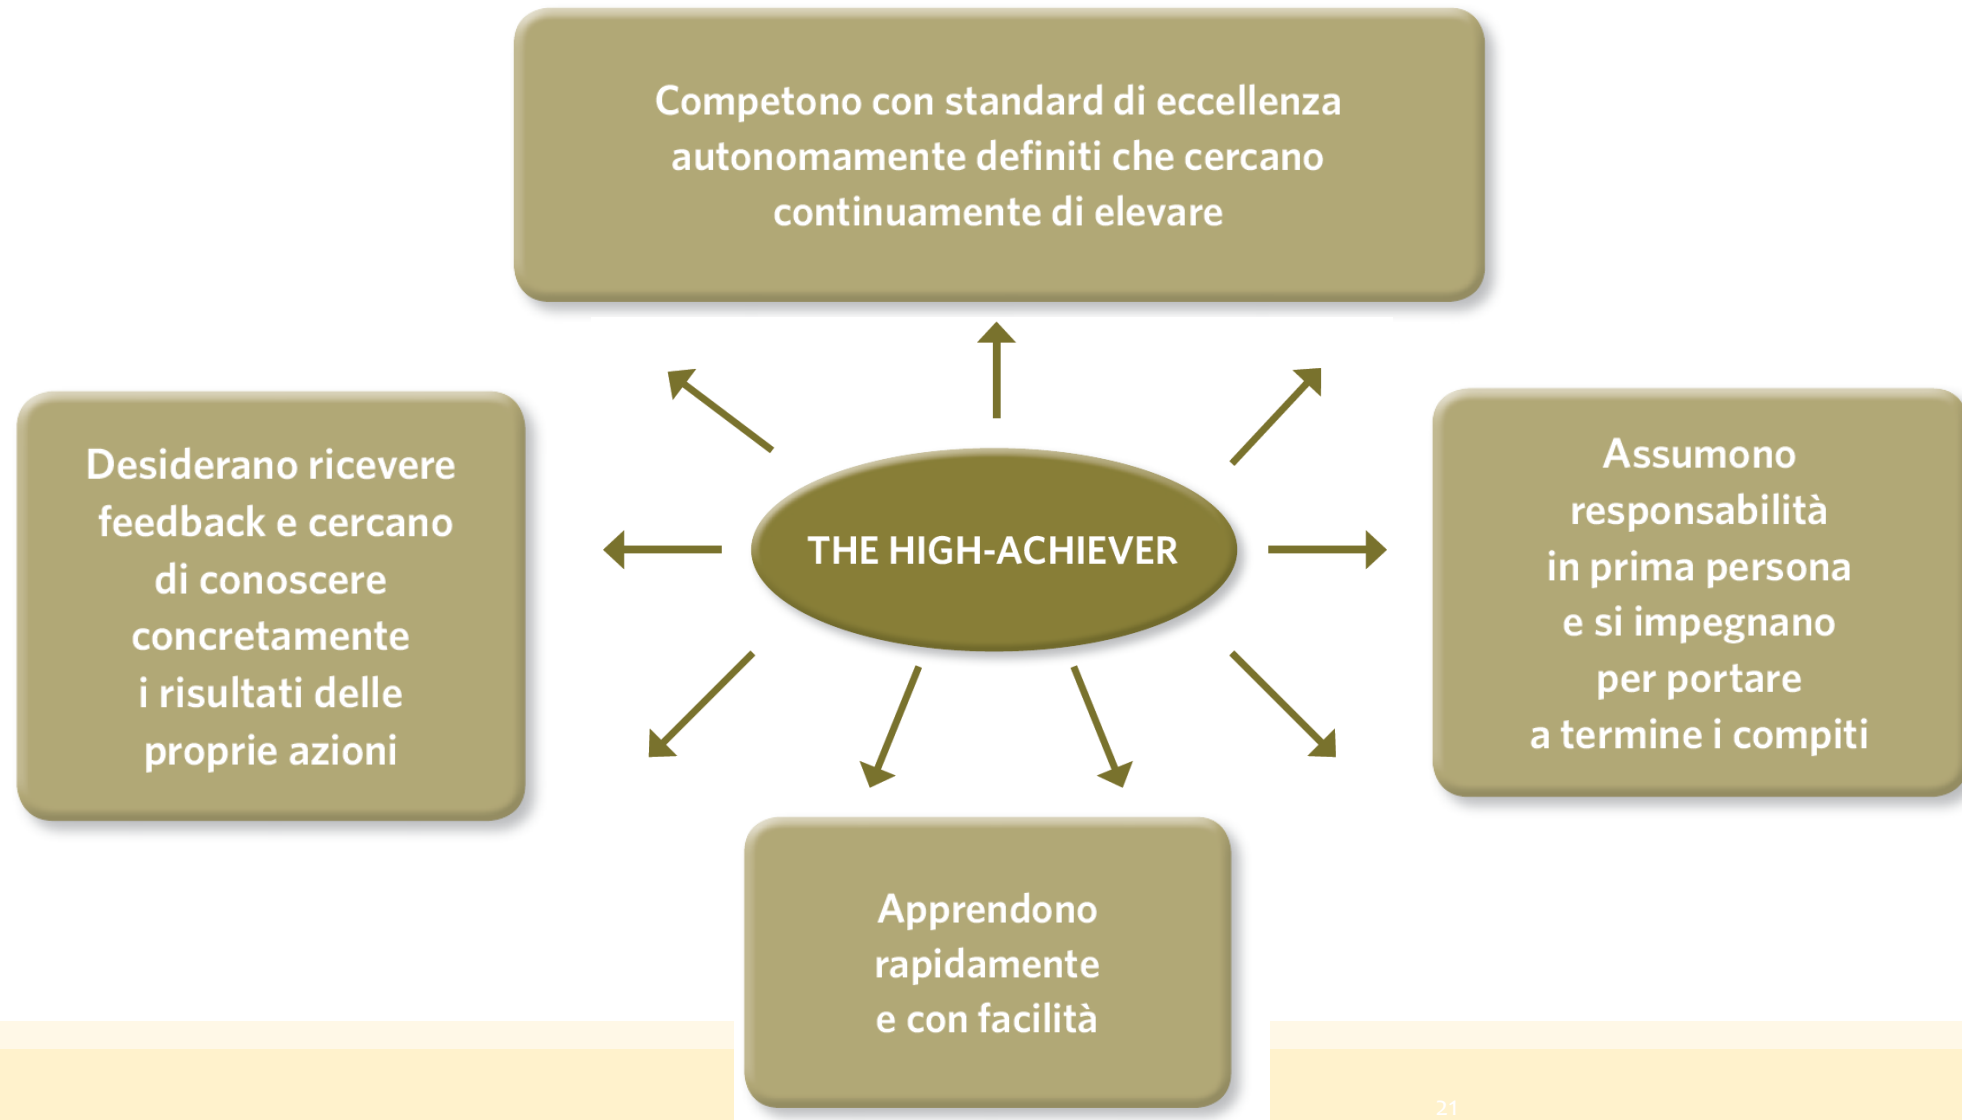 Competono con standard di eccellenza
autonomamente definiti che cercano
continuamente di elevare
Desiderano ricevere
feedback e cercano
di conoscere
concretamente
i risultati delle
proprie azioni
THE HIGH-ACHIEVER
Assumono
responsabilità
in prima persona
e si impegnano
per portare
a termine i compiti
Apprendono
rapidamente
e con facilità
21